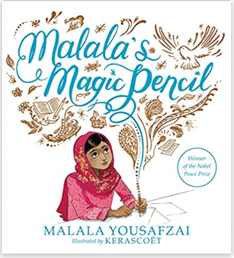 Malala's
Magic Pencil
Winner
of the Nobel
Peace Prize
MALALA YOUSAFZAI
illustrated by KERASCOËT